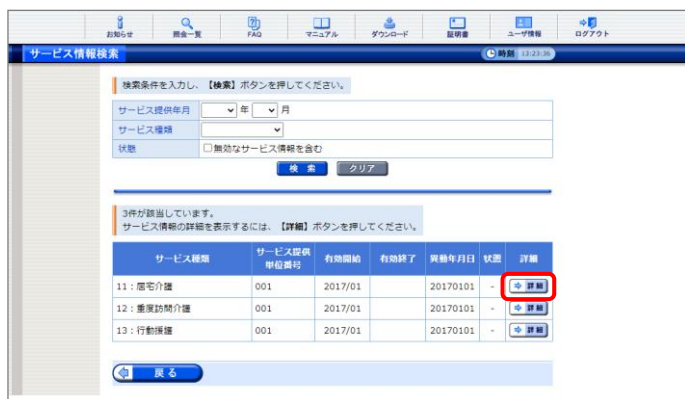 お知らせ 照会一覧 FAQ マニュアル ダウンロード 証明書 ユーザ情報 ログアウト
サービス情報検索 時刻 13:23:36
検索条件を入力し、【検索】ボタンを押してください。
サービス提供年月 年 月
サービス種類
状態 無効なサービス情報を含む
検 索 クリア
3件が該当しています。
サービス情報の詳細を表示するには、【詳細】ボタンを押してください。
サービス種類 サービス提供単位番号 有効開始 有効終了 異動年月日 状態 詳細
11：居宅介護 001 2017/01 20170101 - 詳細
12：重度訪問介護 001 2017/01 20170101 - 詳細
13：行動援護 001 2017/01 20170101 - 詳細
戻る